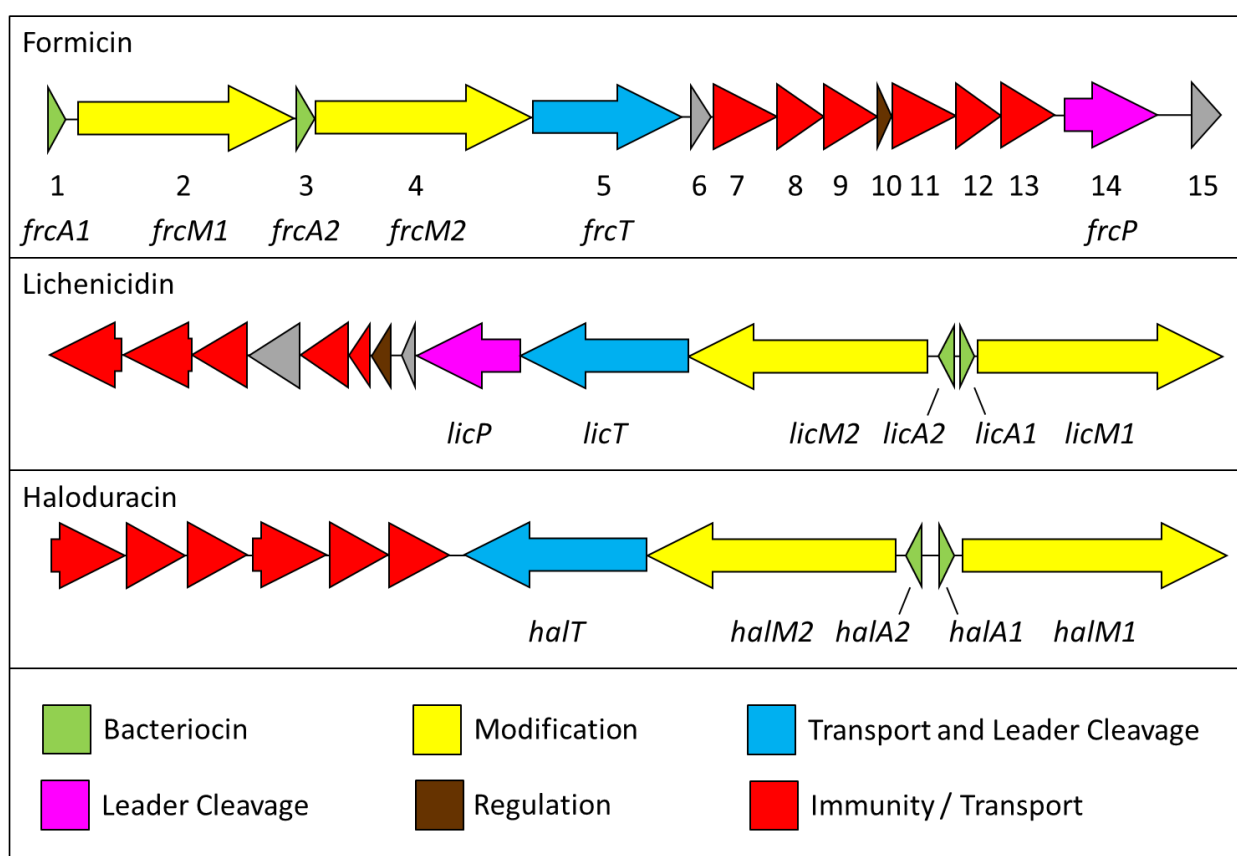 Formicin
1 2 3 4 5 6 7 8 9 10 11 12 13 14 15
frcA1 frcM1 frcA2 frcM2 frcT frcP
Lichenicidin
licP licT licM2 licA2 licA1 licM1
Haloduracin
halT halM2 halA2 halA1 halM1
Bacteriocin Modification Transport and Leader Cleavage
Leader Cleavage Regulation Immunity / Transport